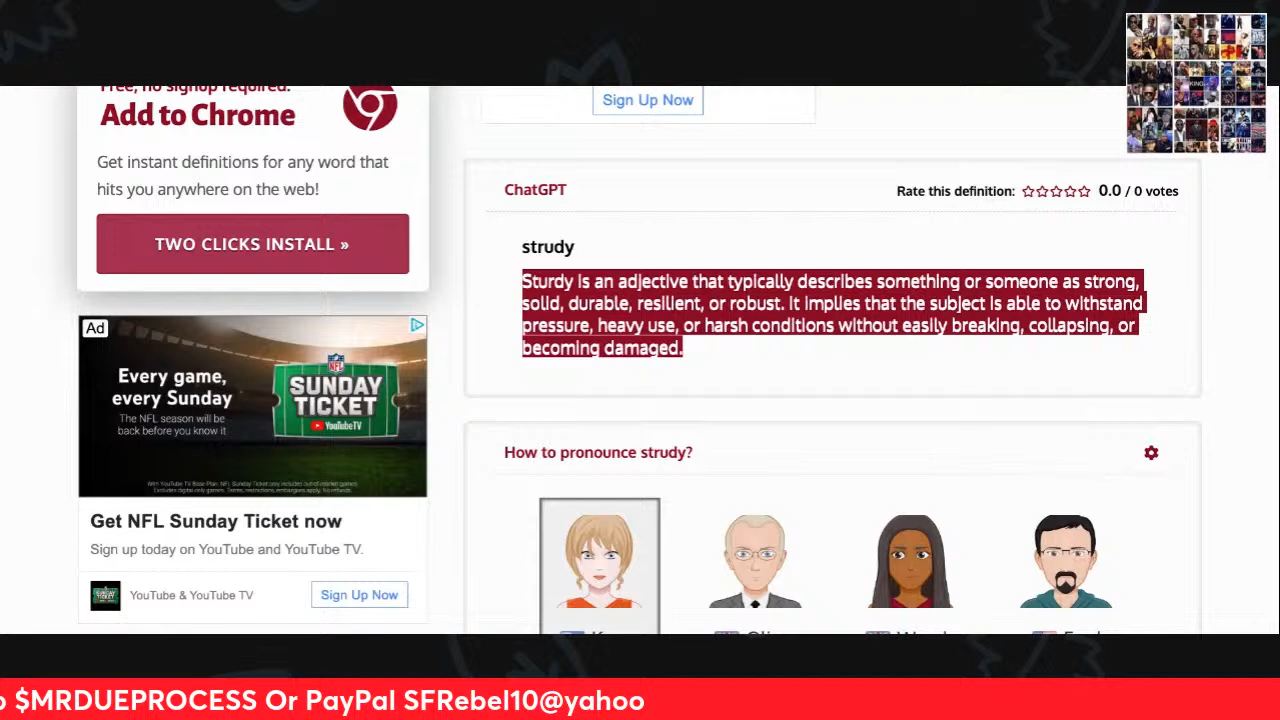 Free, no signup required:
Add to Chrome
Get instant definitions for any word that
hits you anywhere on the web!
TWO CLICKS INSTALL »
Sign Up Now
ChatGPT
Rate this definition: 0.0 / 0 votes
strudy
Sturdy is an adjective that typically describes something or someone as strong,
solid, durable, resilient, or robust. It implies that the subject is able to withstand
pressure, heavy use, or harsh conditions without easily breaking, collapsing, or
becoming damaged.
How to pronounce strudy?
Ad
Every game,
every Sunday
The NFL season will be
back before you know it
NFL
SUNDAY
TICKET
YouTubeTV
Get NFL Sunday Ticket now
Sign up today on YouTube and YouTube TV.
SUNDAY
TICKET
YouTube & YouTube TV
Sign Up Now
KING
$MRDUEPROCESS Or PayPal SFRebel10@yahoo